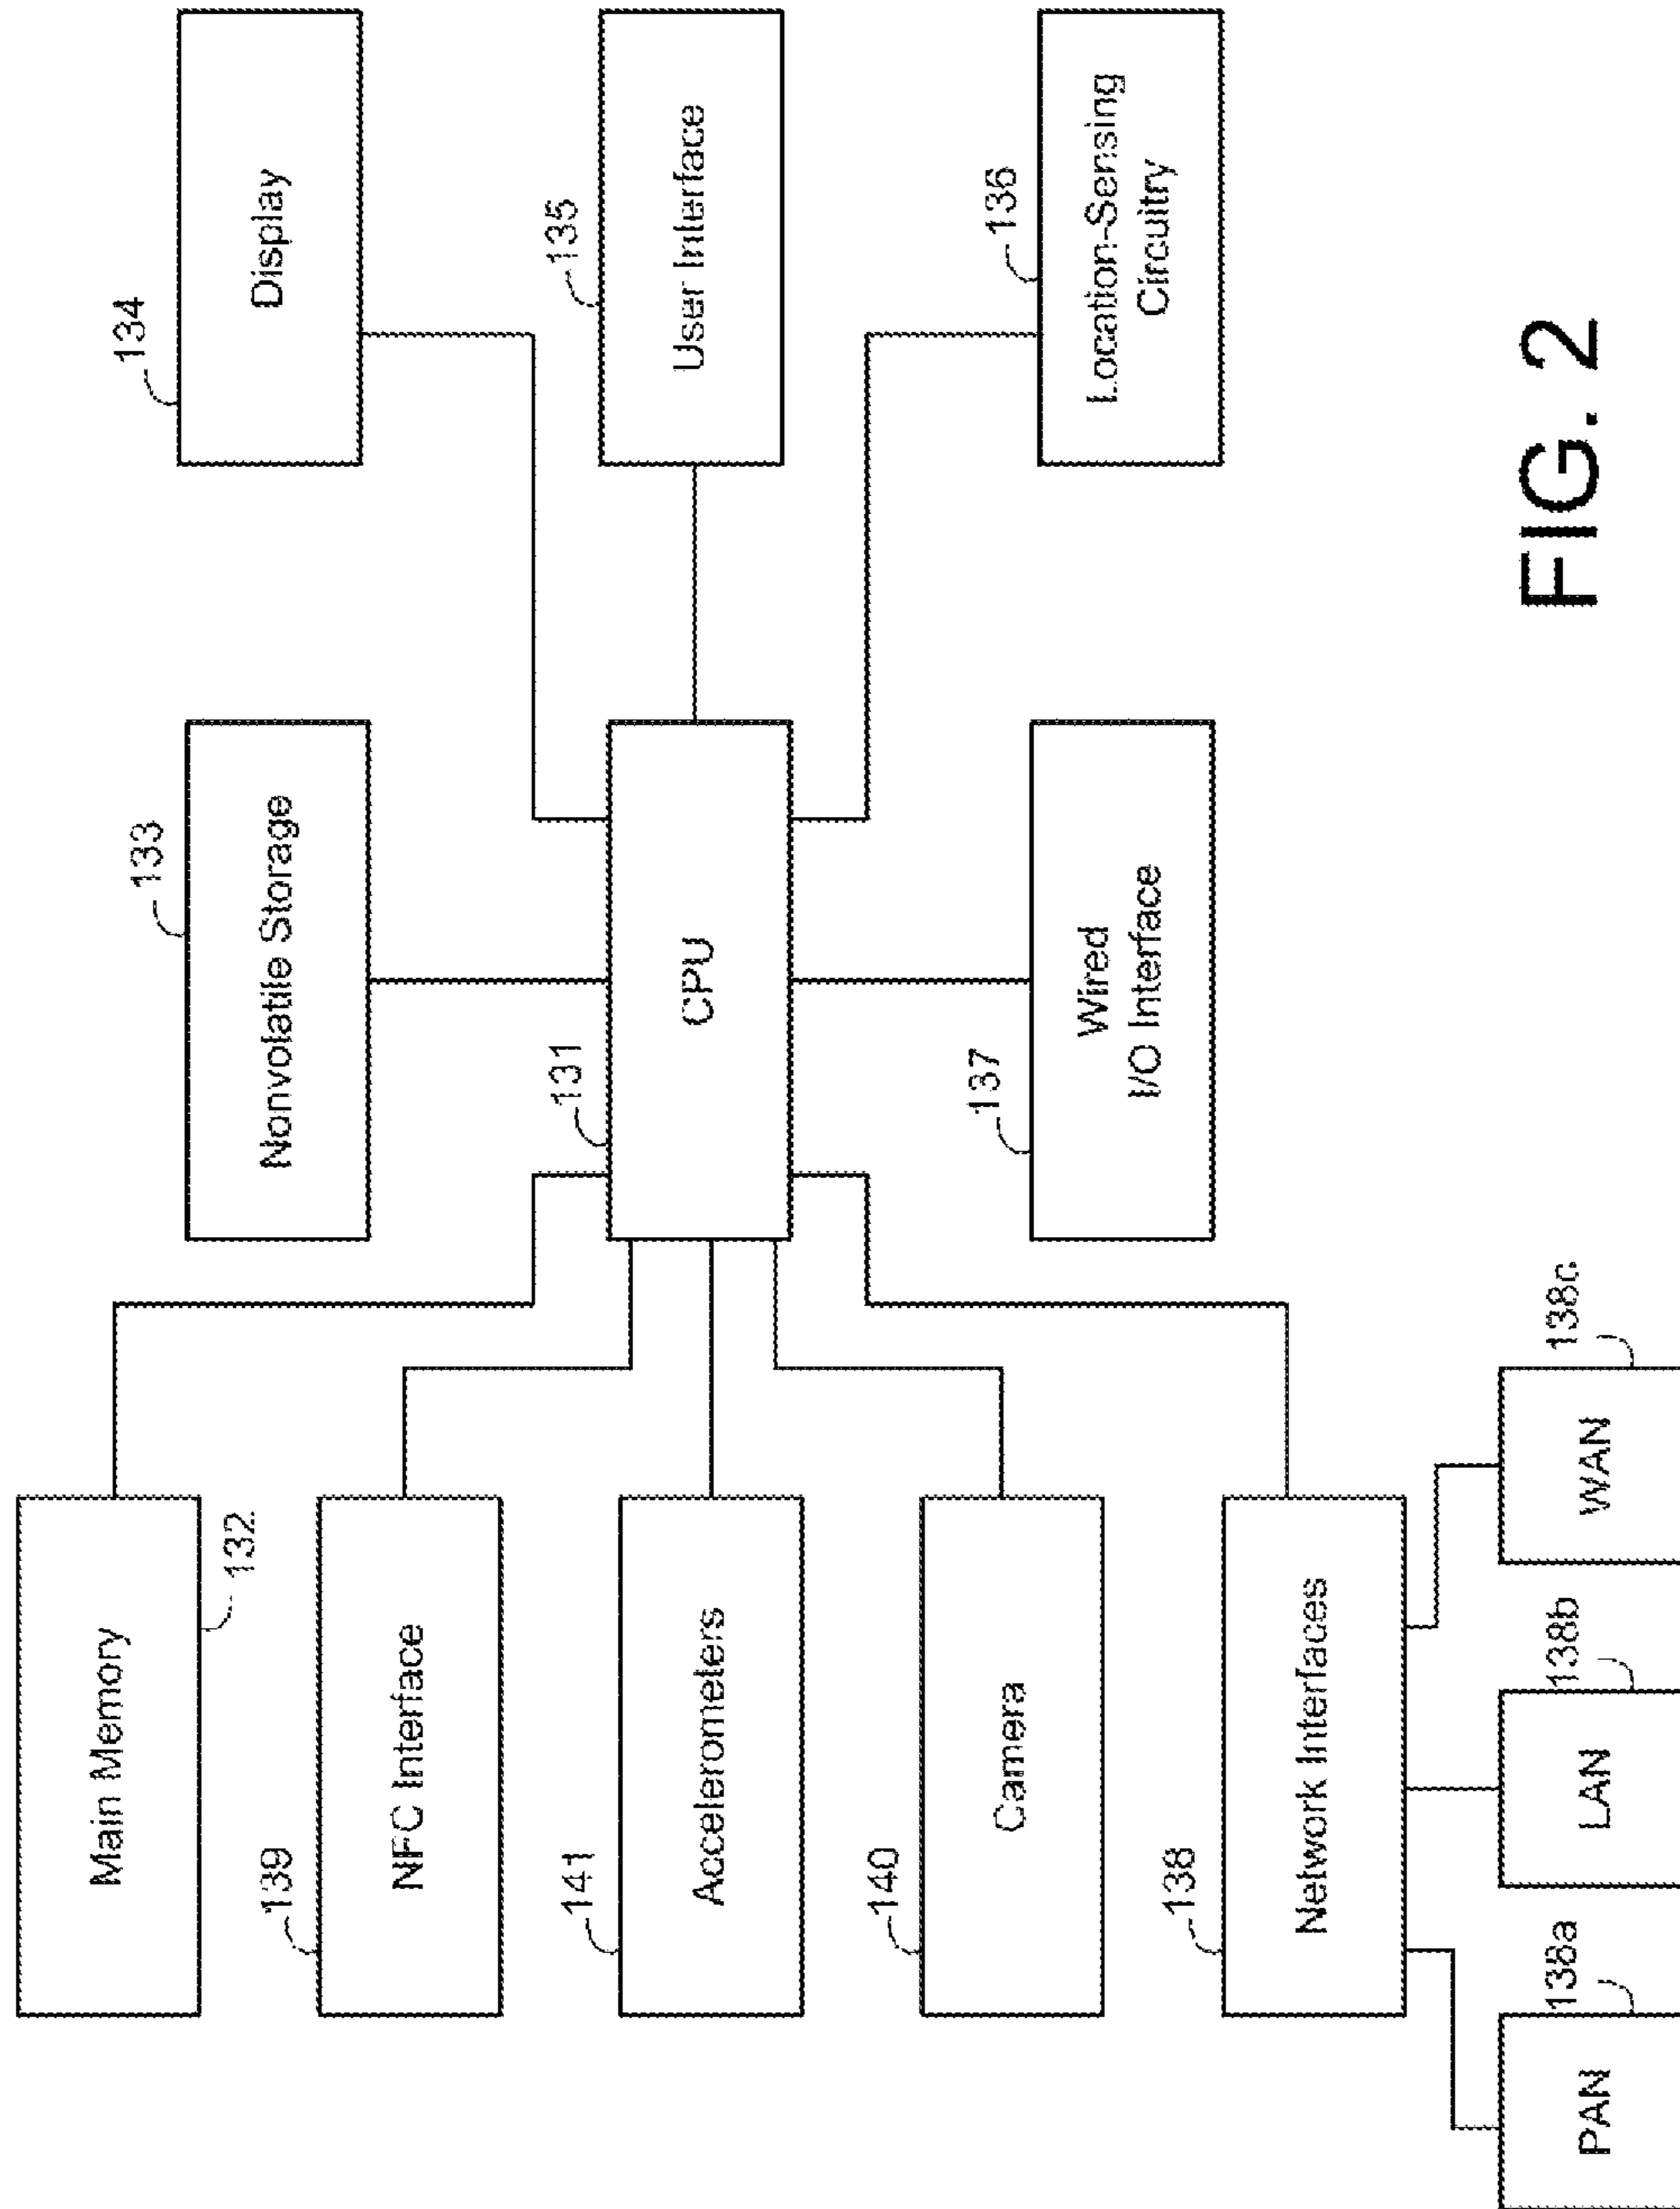 134
Display
133
Nonvolatile Storage
Main Memory
132
135
User Interface
139
NFC Interface
131
CPU
141
Accelerometers
136
Location-Sensing
Circuitry
137
Wired
I/O Interface
140
Camera
138
Network Interfaces
138a
PAN
138b
LAN
138c
WAN
FIG. 2